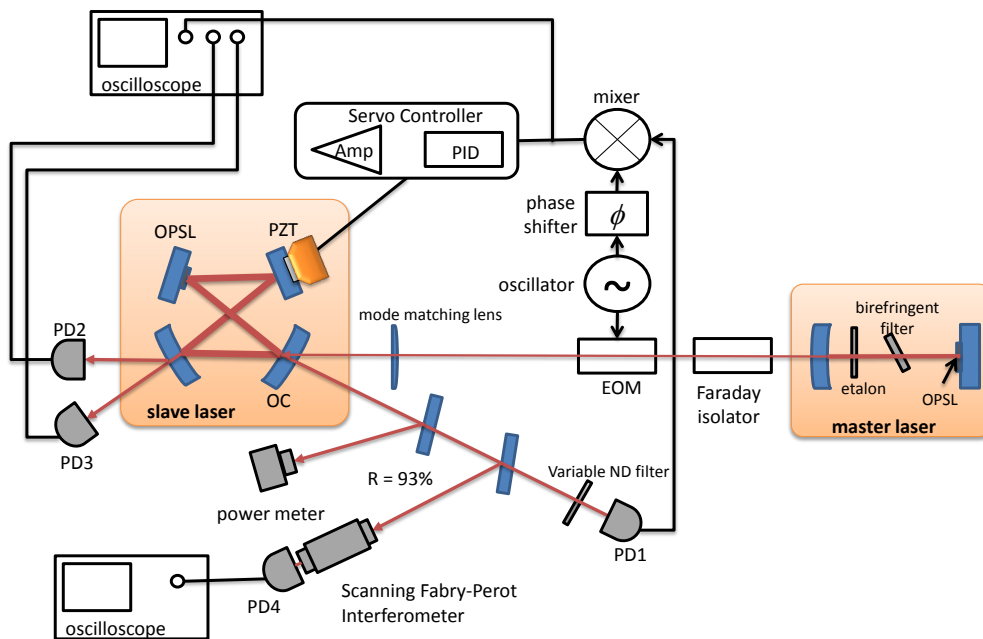 oscilloscope
mixer
Servo Controller
Amp
PID
phase
shifter
ϕ
OPSL
PZT
oscillator
~
birefringent
filter
mode matching lens
PD2
EOM
Faraday
isolator
etalon
OPSL
OC
slave laser
master laser
PD3
R = 93%
Variable ND filter
power meter
PD1
PD4
Scanning Fabry-Perot
Interferometer
oscilloscope